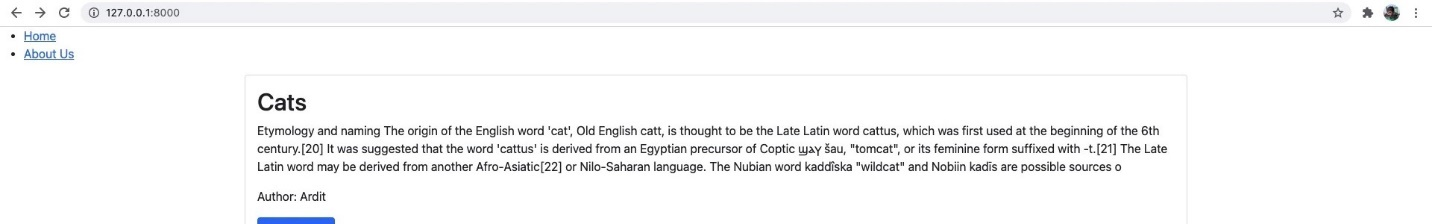 127.0.0.1:8000
Home
About Us
Cats
Etymology and naming The origin of the English word 'cat', Old English catt, is thought to be the Late Latin word cattus, which was first used at the beginning of the 6th
century.[20] It was suggested that the word 'cattus' is derived from an Egyptian precursor of Coptic ϣⲁⲩ šau, "tomcat", or its feminine form suffixed with -t.[21] The Late
Latin word may be derived from another Afro-Asiatic[22] or Nilo-Saharan language. The Nubian word kaddîska "wildcat" and Nobiin kadīs are possible sources o
Author: Ardit